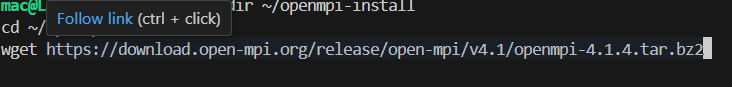 mac@L
Follow link (ctrl + click)
dir ~/openmpi-install
cd ~/
wget https://download.open-mpi.org/release/open-mpi/v4.1/openmpi-4.1.4.tar.bz2